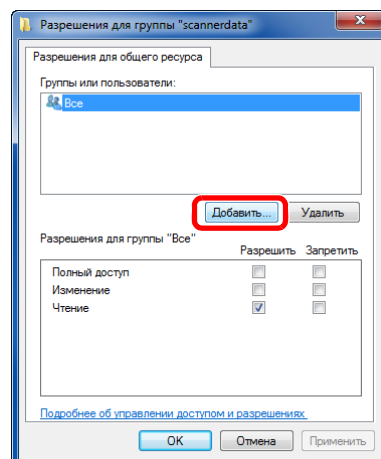 Разрешения для группы "scannerdata"
Разрешения для общего ресурса
Группы или пользователи:
Все
Добавить... Удалить
Разрешения для группы "Все"
Разрешить Запретить
Полный доступ
Изменение
Чтение
Подробнее об управлении доступом и разрешениях
OK Отмена Применить